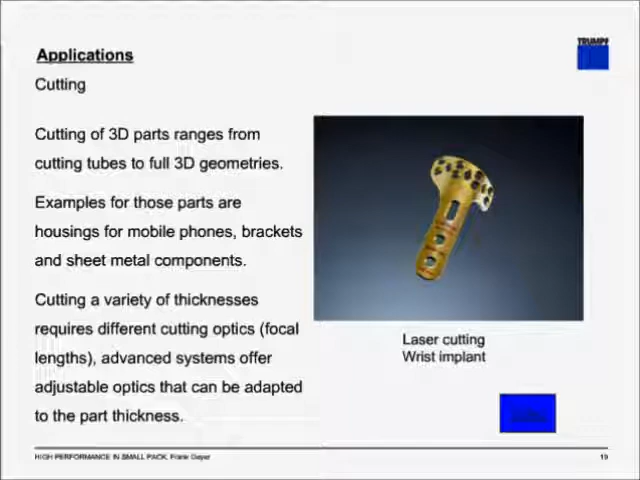 Applications
TRUMPF
Cutting
Cutting of 3D parts ranges from
cutting tubes to full 3D geometries.
Examples for those parts are
housings for mobile phones, brackets
and sheet metal components.
Cutting a variety of thicknesses
requires different cutting optics (focal
lengths), advanced systems offer
adjustable optics that can be adapted
to the part thickness.
Laser cutting
Wrist implant
HIGH PERFORMANCE IN SMALL PACK, Frank Geyer
19